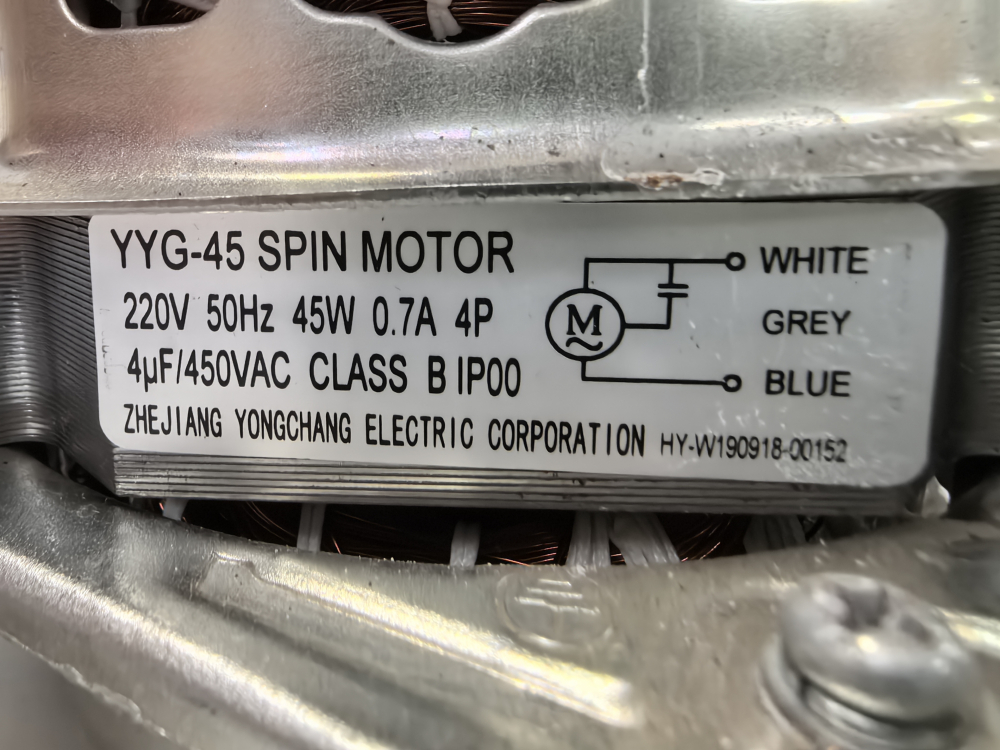 YYG-45 SPIN MOTOR
220V 50Hz 45W 0.7A 4P
4µF/450VAC CLASS B IP00
ZHEJIANG YONGCHANG ELECTRIC CORPORATION HY-W190918-00152
M
WHITE
GREY
BLUE